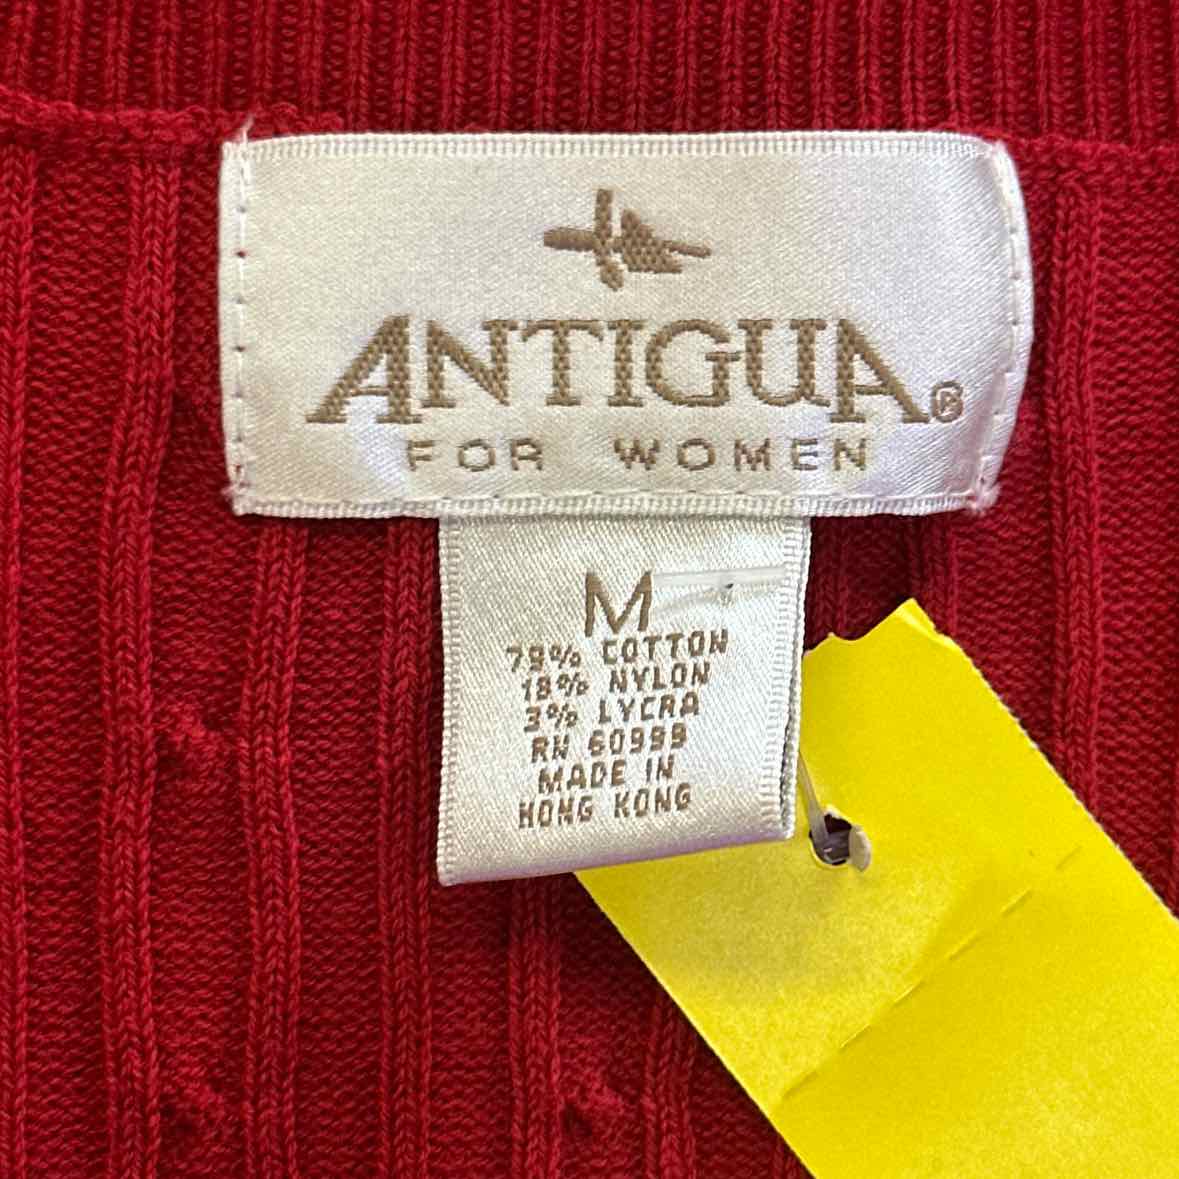 ANTIGUA®
FOR WOMEN
M
79% COTTON
18% NYLON
3% LYCRA
RN 60999
MADE IN
HONG KONG